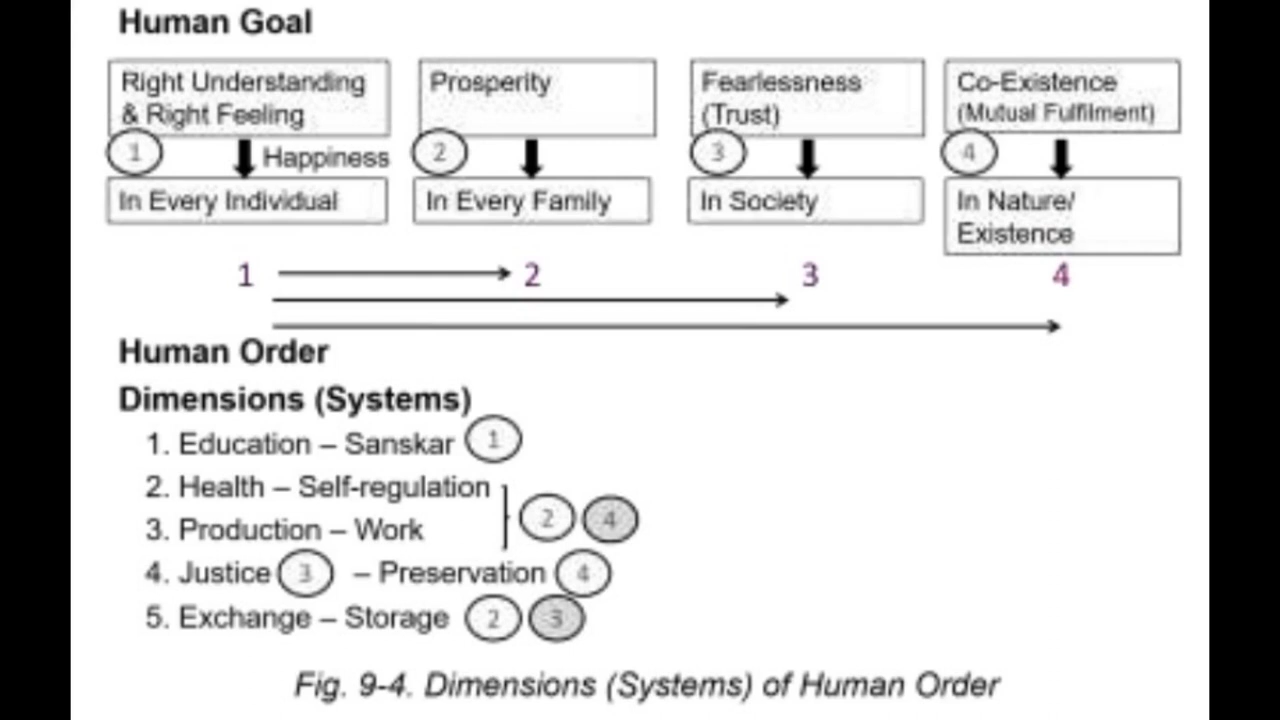 Human Goal
Right Understanding
& Right Feeling
Prosperity
Fearlessness
(Trust)
Co-Existence
(Mutual Fulfilment)
1
Happiness
2
3
4
In Every Individual
In Every Family
In Society
In Nature/
Existence
1
2
3
4
Human Order
Dimensions (Systems)
1. Education – Sanskar 1
2. Health – Self-regulation
2 4
3. Production – Work
4. Justice 3 – Preservation 4
5. Exchange – Storage 2 3
Fig. 9-4. Dimensions (Systems) of Human Order